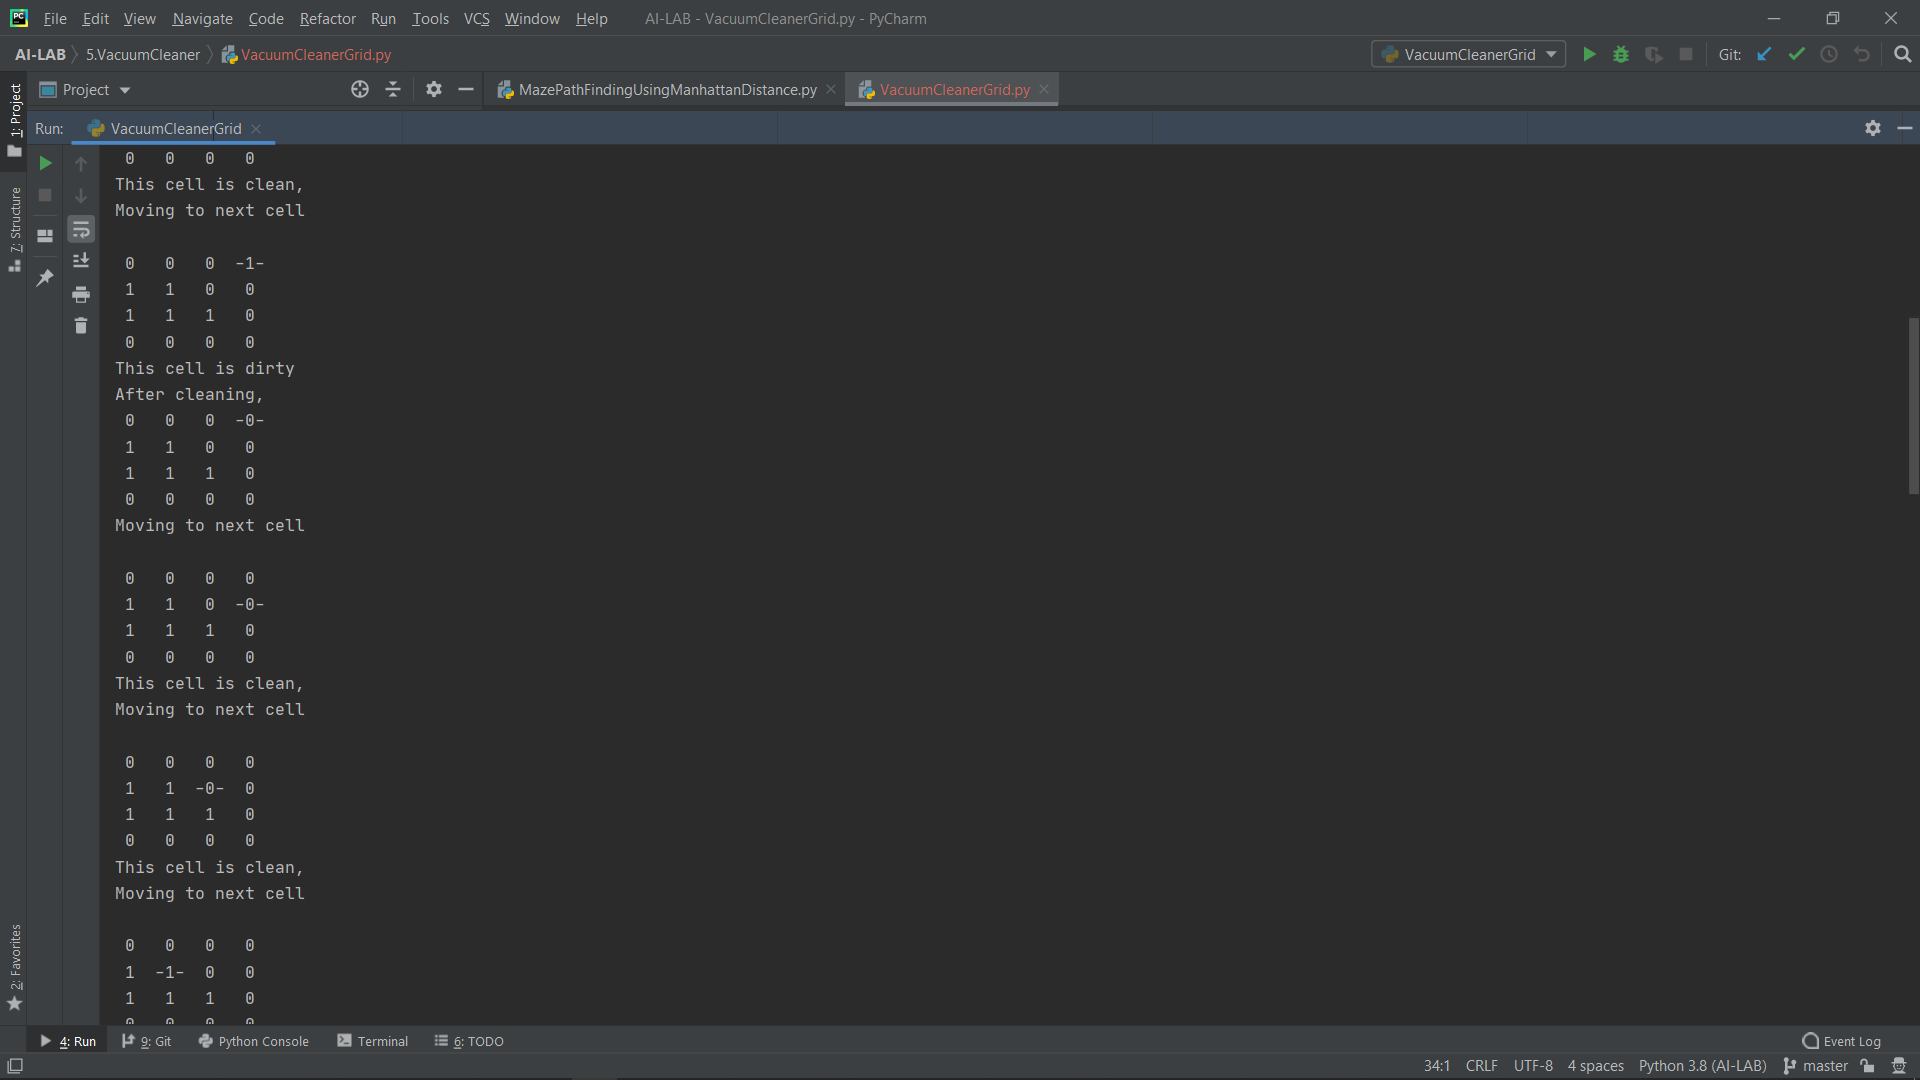 PC File Edit View Navigate Code Refactor Run Tools VCS Window Help AI-LAB - VacuumCleanerGrid.py - PyCharm
AI-LAB 5.VacuumCleaner VacuumCleanerGrid.py VacuumCleanerGrid Git:
1: Project Project MazePathFindingUsingManhattanDistance.py VacuumCleanerGrid.py
Run: VacuumCleanerGrid
7: Structure
2: Favorites
0 0 0 0
This cell is clean,
Moving to next cell
0 0 0 -1-
1 1 0 0
1 1 1 0
0 0 0 0
This cell is dirty
After cleaning,
0 0 0 -0-
1 1 0 0
1 1 1 0
0 0 0 0
Moving to next cell
0 0 0 0
1 1 0 -0-
1 1 1 0
0 0 0 0
This cell is clean,
Moving to next cell
0 0 0 0
1 1 -0- 0
1 1 1 0
0 0 0 0
This cell is clean,
Moving to next cell
0 0 0 0
1 -1- 0 0
1 1 1 0
0 0 0 0
4: Run 9: Git Python Console Terminal 6: TODO Event Log
34:1 CRLF UTF-8 4 spaces Python 3.8 (AI-LAB) master